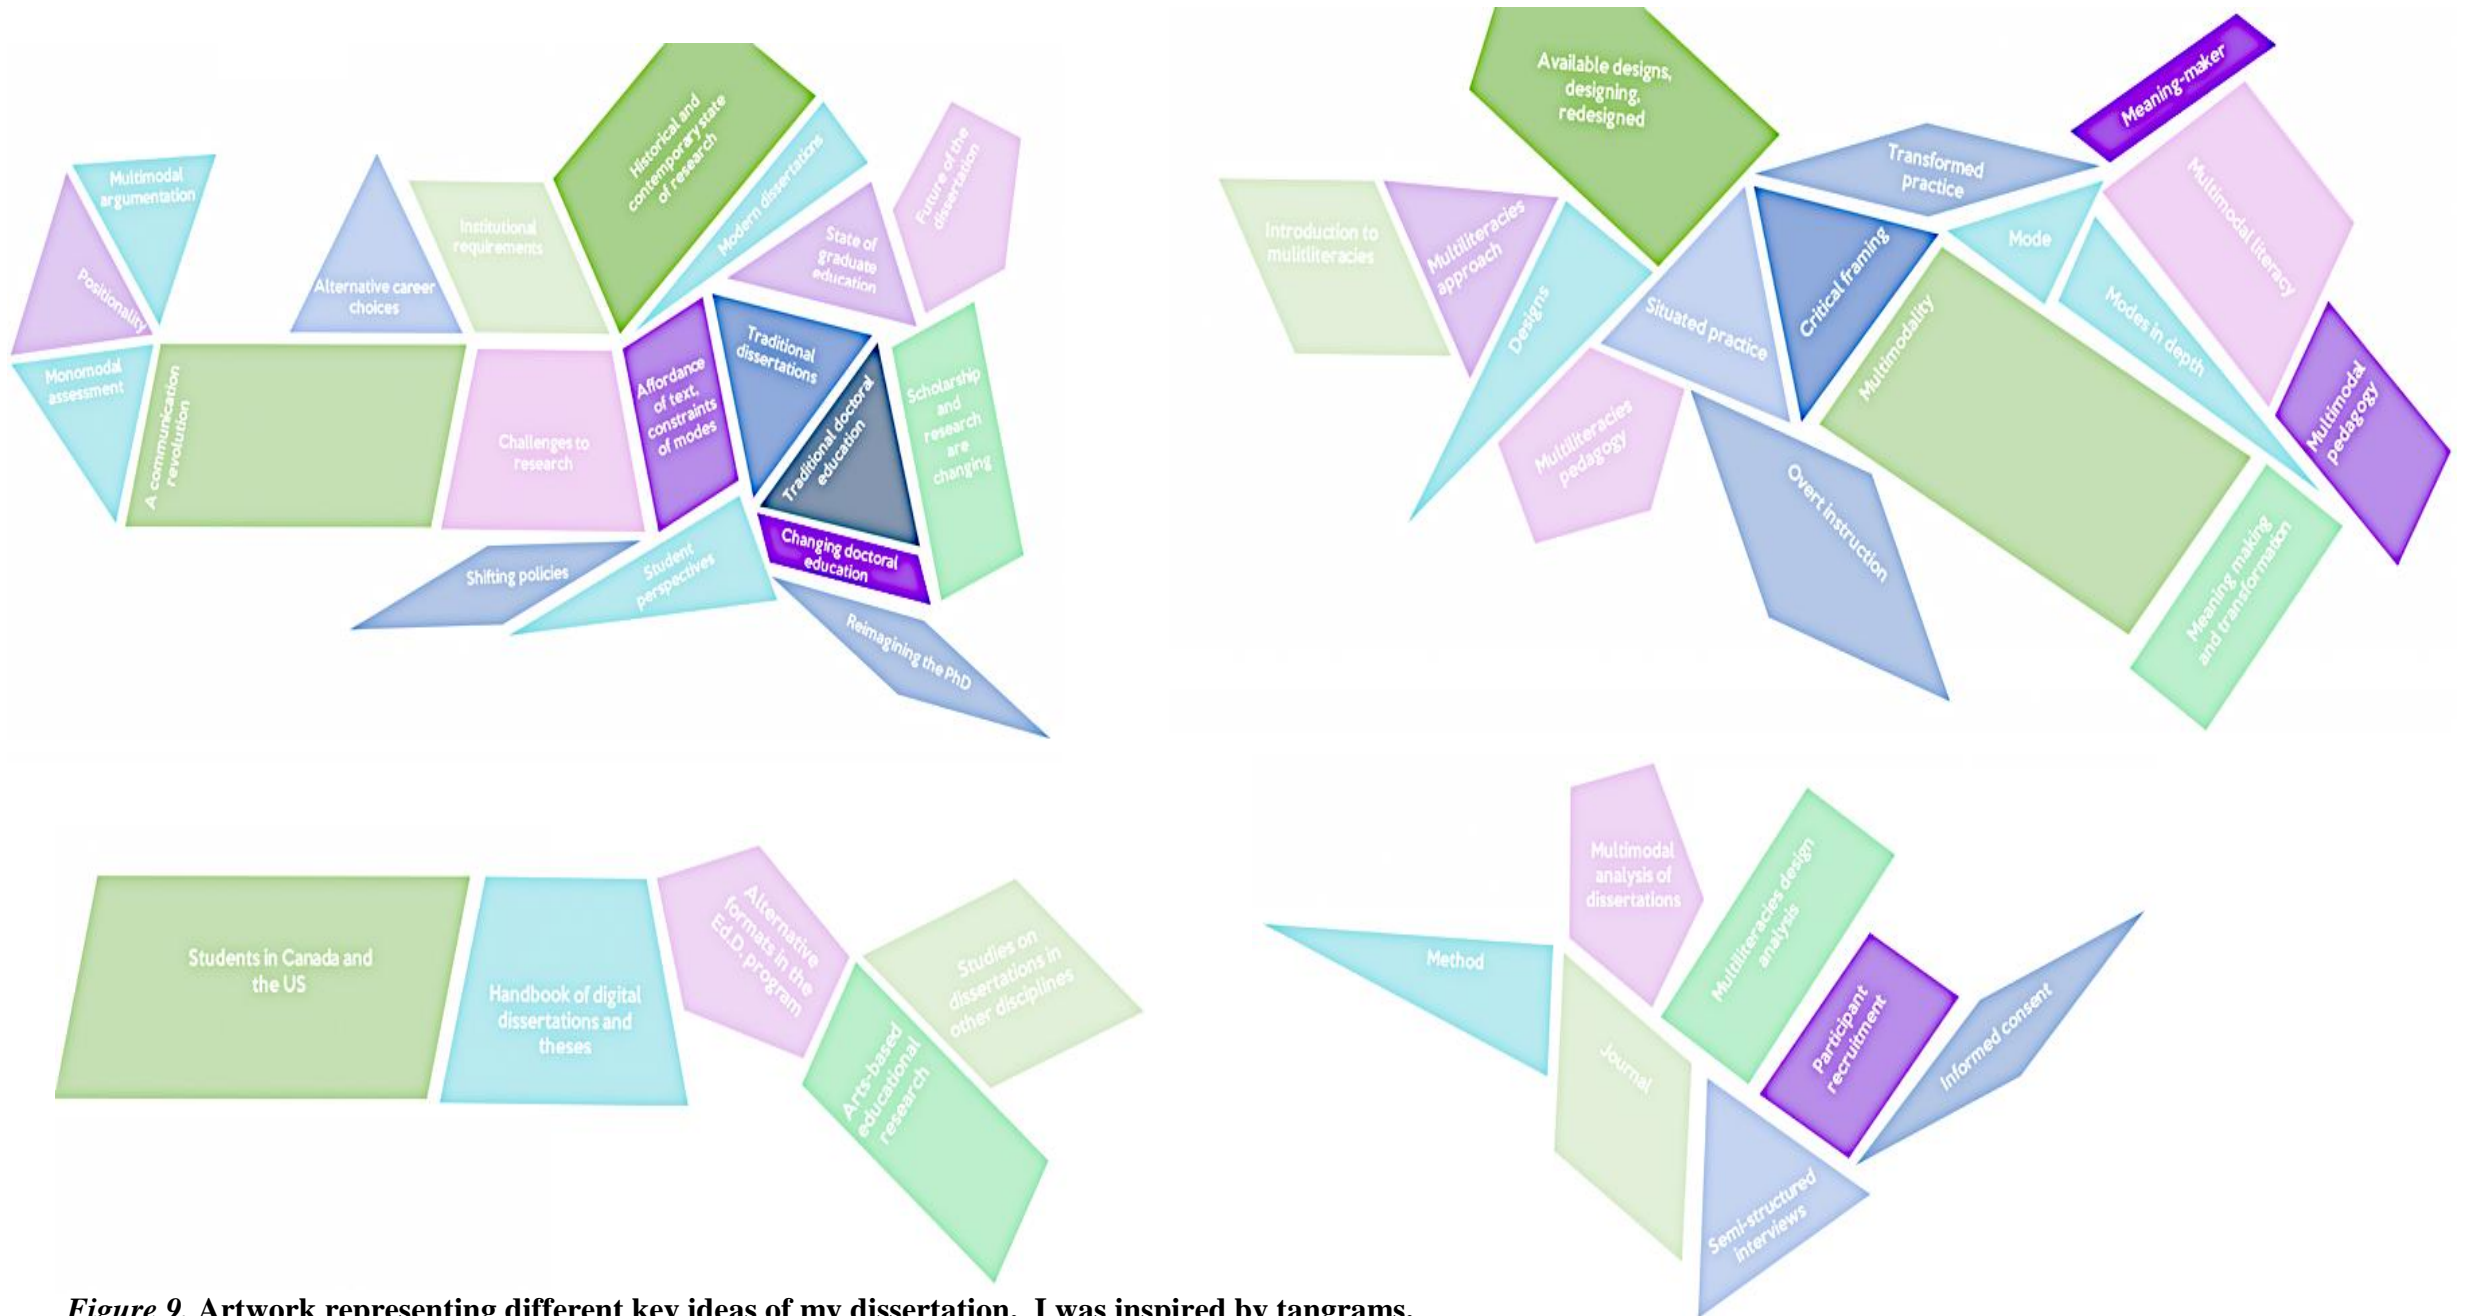 Multimodal
argumentation
Positionality
Monomodal
assessment
A communication
revolution
Alternative career
choices
Institutional
requirements
Challenges to
research
Historical and
contemporary state
of research
Modern dissertations
State of
graduate
education
Future of the
dissertation
Affordance
of text,
constraints
of modes
Traditional
dissertations
Traditional doctoral
education
Scholarship
and
research
are
changing
Changing doctoral
education
Shifting policies
Student
perspectives
Reimagining the PhD
Available designs,
designing,
redesigned
Introduction to
mulitliteracies
Multiliteracies
approach
Designs
Situated practice
Multiliteracies
pedagogy
Critical framing
Transformed
practice
Overt instruction
Multimodality
Mode
Modes in depth
Meaning-maker
Multimodal literacy
Multimodal
pedagogy
Meaning making
and transformation
Students in Canada and
the US
Handbook of digital
dissertations and
theses
Alternative
formats in the
Ed.D. program
Arts-based
educational
research
Studies on
dissertations in
other disciplines
Method
Multimodal
analysis of
dissertations
Multiliteracies design
analysis
Journal
Participant
recruitment
Informed consent
Semi-structured
interviews
Figure 9. Artwork representing different key ideas of my dissertation. I was inspired by tangrams.